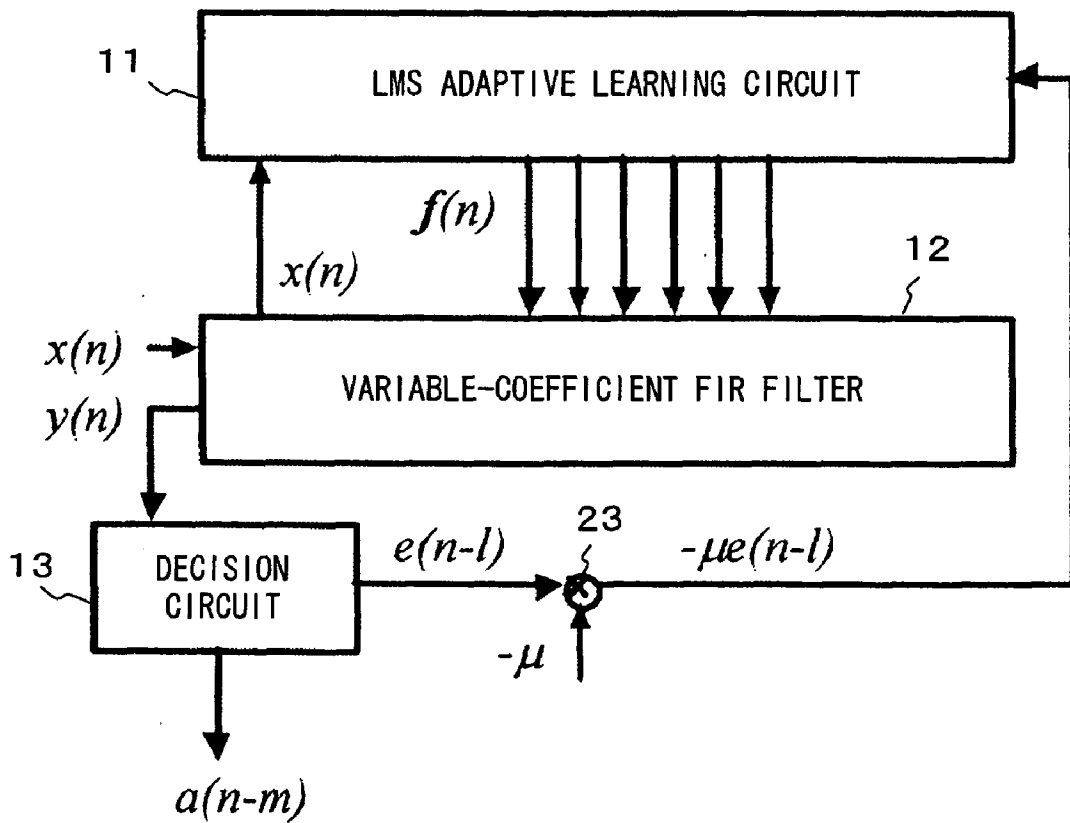 11
LMS ADAPTIVE LEARNING CIRCUIT
f(n)
x(n)
12
x(n)
VARIABLE-COEFFICIENT FIR FILTER
y(n)
23
13
DECISION
CIRCUIT
e(n-l)
-μe(n-l)
-μ
a(n-m)